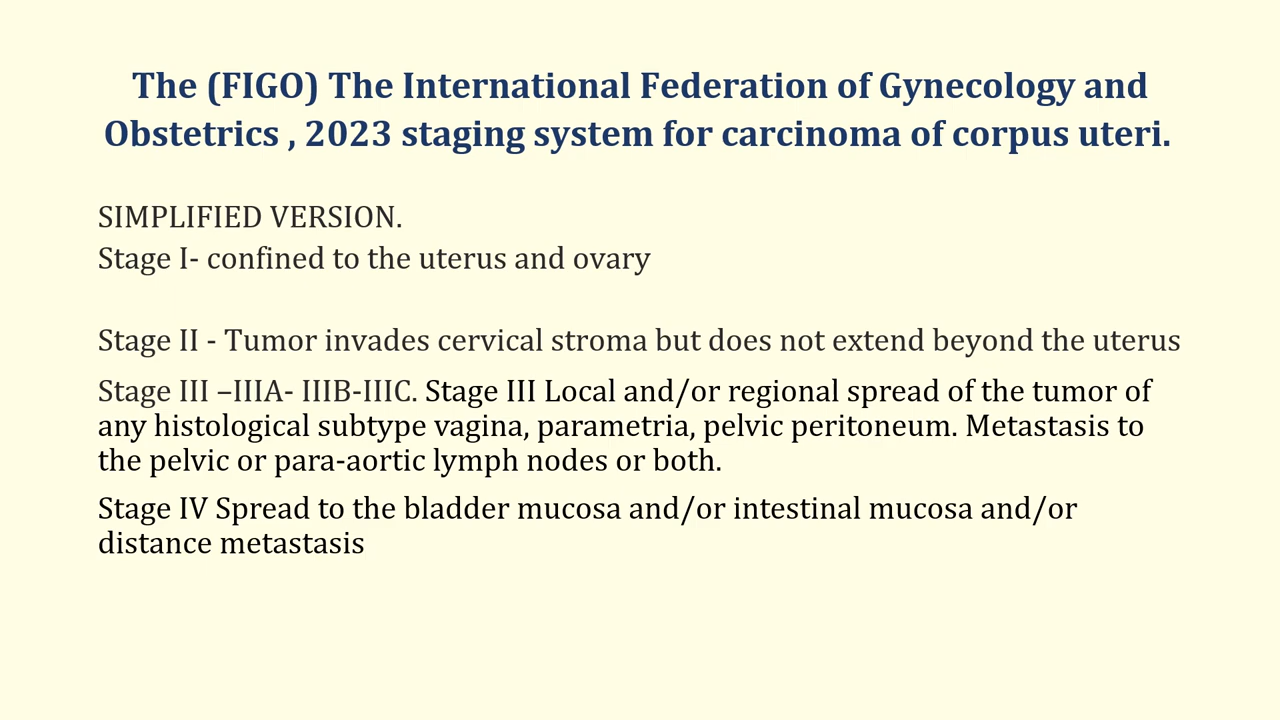 The (FIGO) The International Federation of Gynecology and
Obstetrics , 2023 staging system for carcinoma of corpus uteri.
SIMPLIFIED VERSION.
Stage I- confined to the uterus and ovary
Stage II - Tumor invades cervical stroma but does not extend beyond the uterus
Stage III –IIIA- IIIB-IIIC. Stage III Local and/or regional spread of the tumor of
any histological subtype vagina, parametria, pelvic peritoneum. Metastasis to
the pelvic or para-aortic lymph nodes or both.
Stage IV Spread to the bladder mucosa and/or intestinal mucosa and/or
distance metastasis